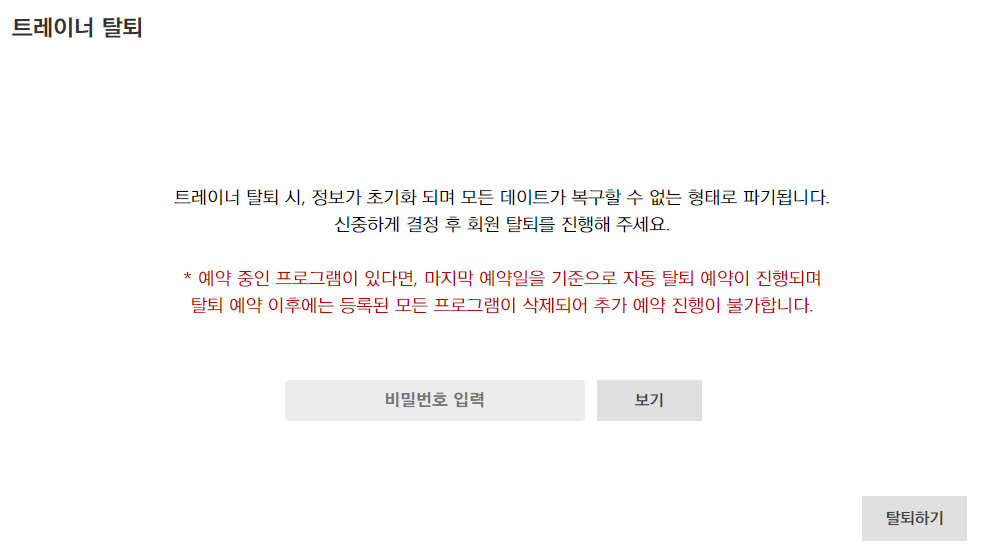 트레이너 탈퇴
트레이너 탈퇴 시, 정보가 초기화 되며 모든 데이트가 복구할 수 없는 형태로 파기됩니다.
신중하게 결정 후 회원 탈퇴를 진행해 주세요.
* 예약 중인 프로그램이 있다면, 마지막 예약일을 기준으로 자동 탈퇴 예약이 진행되며
탈퇴 예약 이후에는 등록된 모든 프로그램이 삭제되어 추가 예약 진행이 불가합니다.
비밀번호 입력
보기
탈퇴하기